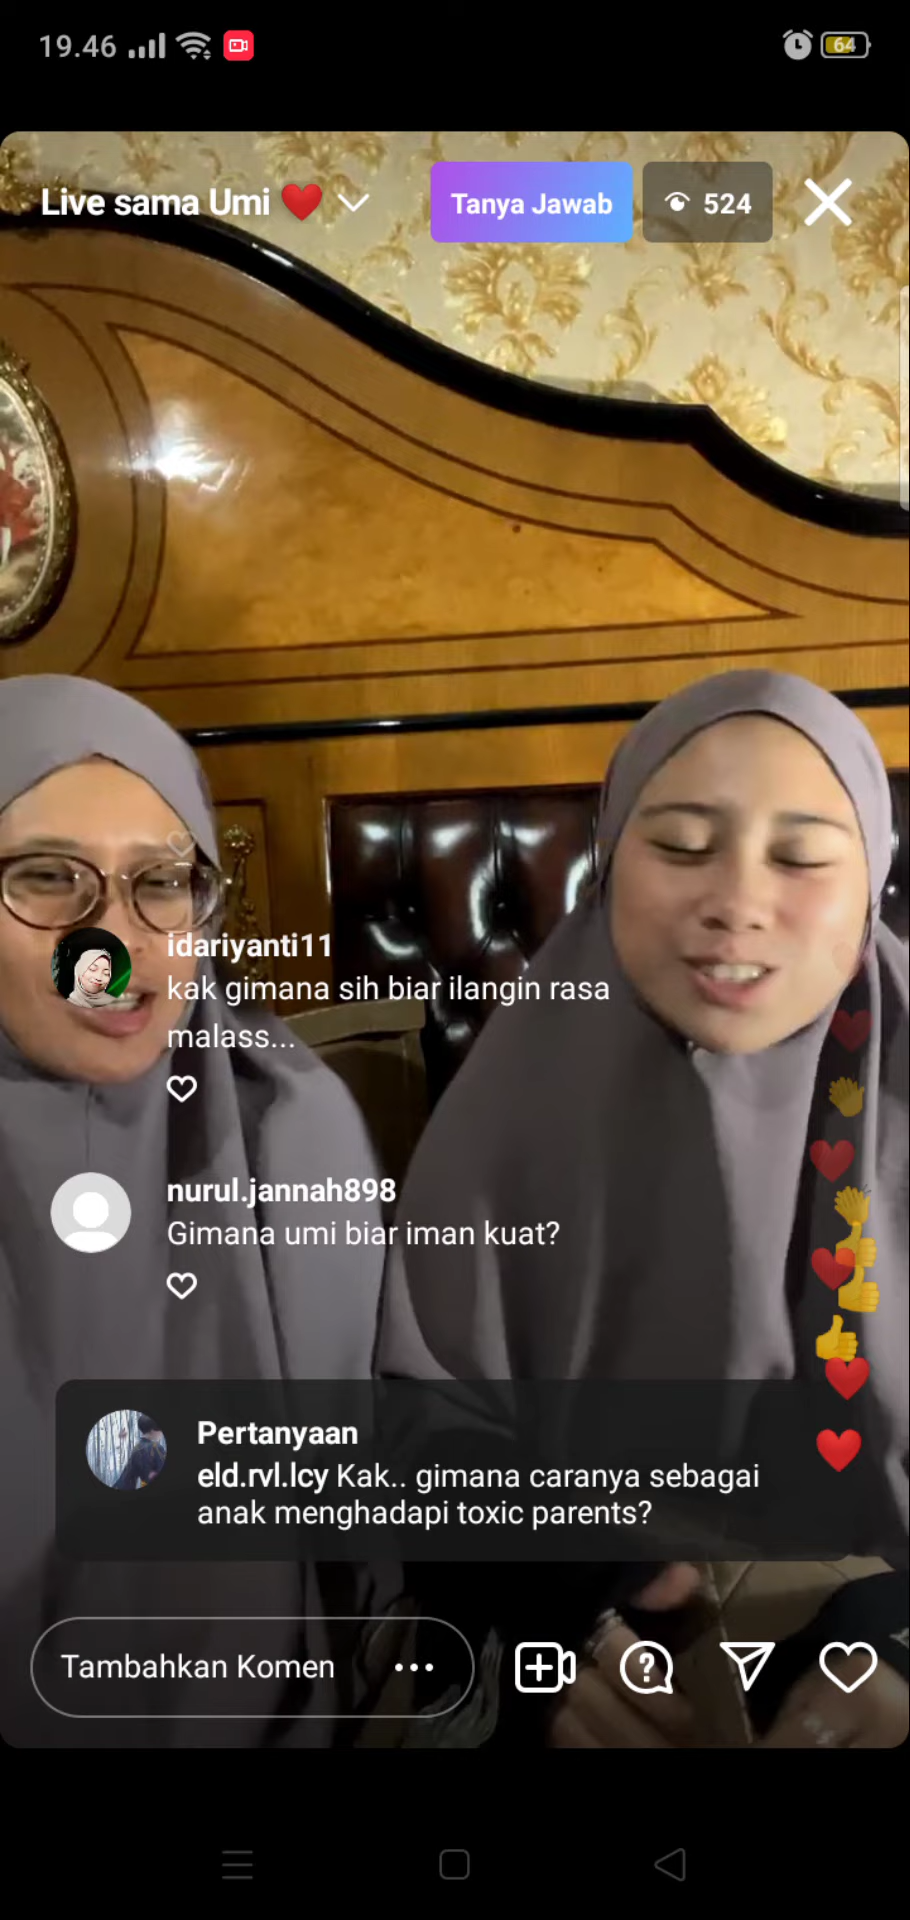 19.46
64
Live sama Umi ❤️
Tanya Jawab
524
idariyanti11
kak gimana sih biar ilangin rasa
malass...
nurul.jannah898
Gimana umi biar iman kuat?
Pertanyaan
eld.rvl.lcy Kak.. gimana caranya sebagai
anak menghadapi toxic parents?
Tambahkan Komen